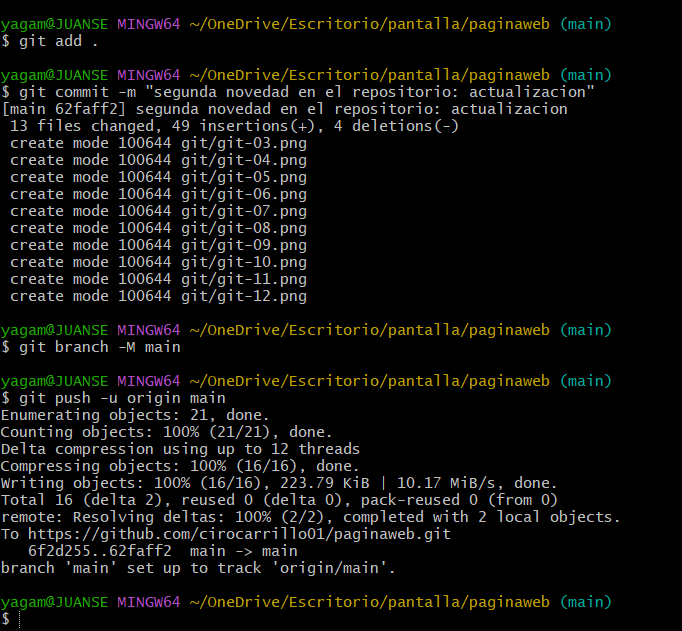 yagam@JUANSE MINGW64 ~/OneDrive/Escritorio/pantalla/paginaweb (main)
$ git add .
yagam@JUANSE MINGW64 ~/OneDrive/Escritorio/pantalla/paginaweb (main)
$ git commit -m "segunda novedad en el repositorio: actualizacion"
[main 62faff2] segunda novedad en el repositorio: actualizacion
 13 files changed, 49 insertions(+), 4 deletions(-)
 create mode 100644 git/git-03.png
 create mode 100644 git/git-04.png
 create mode 100644 git/git-05.png
 create mode 100644 git/git-06.png
 create mode 100644 git/git-07.png
 create mode 100644 git/git-08.png
 create mode 100644 git/git-09.png
 create mode 100644 git/git-10.png
 create mode 100644 git/git-11.png
 create mode 100644 git/git-12.png
yagam@JUANSE MINGW64 ~/OneDrive/Escritorio/pantalla/paginaweb (main)
$ git branch -M main
yagam@JUANSE MINGW64 ~/OneDrive/Escritorio/pantalla/paginaweb (main)
$ git push -u origin main
Enumerating objects: 21, done.
Counting objects: 100% (21/21), done.
Delta compression using up to 12 threads
Compressing objects: 100% (16/16), done.
Writing objects: 100% (16/16), 223.79 KiB | 10.17 MiB/s, done.
Total 16 (delta 2), reused 0 (delta 0), pack-reused 0 (from 0)
remote: Resolving deltas: 100% (2/2), completed with 2 local objects.
To https://github.com/cirocarrillo01/paginaweb.git
   6f2d255..62faff2  main -> main
branch 'main' set up to track 'origin/main'.
yagam@JUANSE MINGW64 ~/OneDrive/Escritorio/pantalla/paginaweb (main)
$